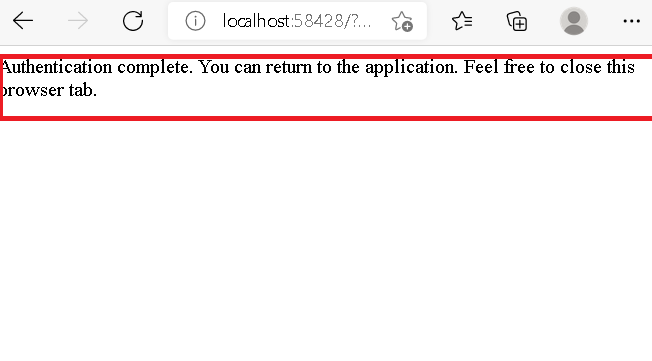 localhost:58428/?...
Authentication complete. You can return to the application. Feel free to close this
browser tab.